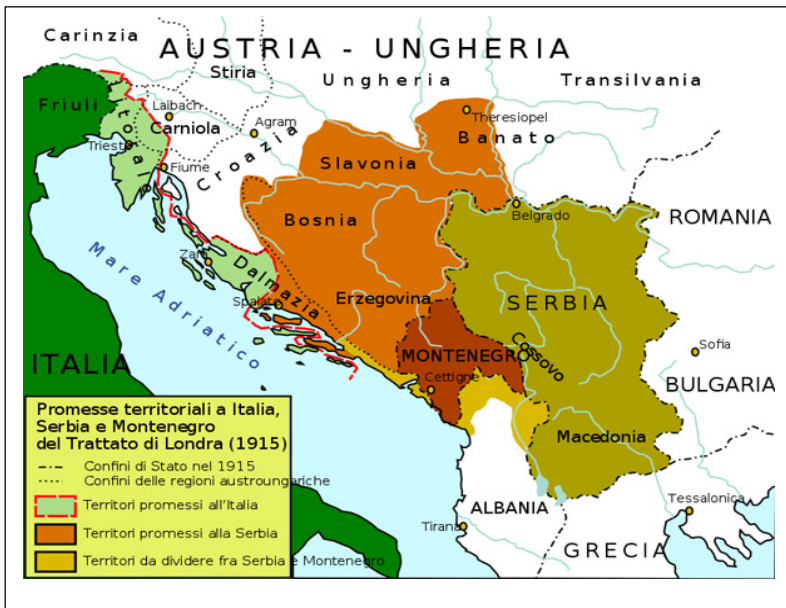 Carinzia
AUSTRIA - UNGHERIA
Stiria
Ungheria
Transilvania
Friuli
Laibach
Carniola
Agram
Theresiopel
Banato
Litorale
Trieste
Fiume
Croazia
Slavonia
Bosnia
Belgrado
ROMANIA
Mare Adriatico
Zara
Dalmazia
Spalato
Erzegovina
SERBIA
ITALIA
MONTENEGRO
Cossovo
Sofia
Cettigne
BULGARIA
Macedonia
ALBANIA
Tessalonica
Tirana
GRECIA
Promesse territoriali a Italia,
Serbia e Montenegro
del Trattato di Londra (1915)
Confini di Stato nel 1915
Confini delle regioni austroungariche
Territori promessi all'Italia
Territori promessi alla Serbia
Territori da dividere fra Serbia e Montenegro